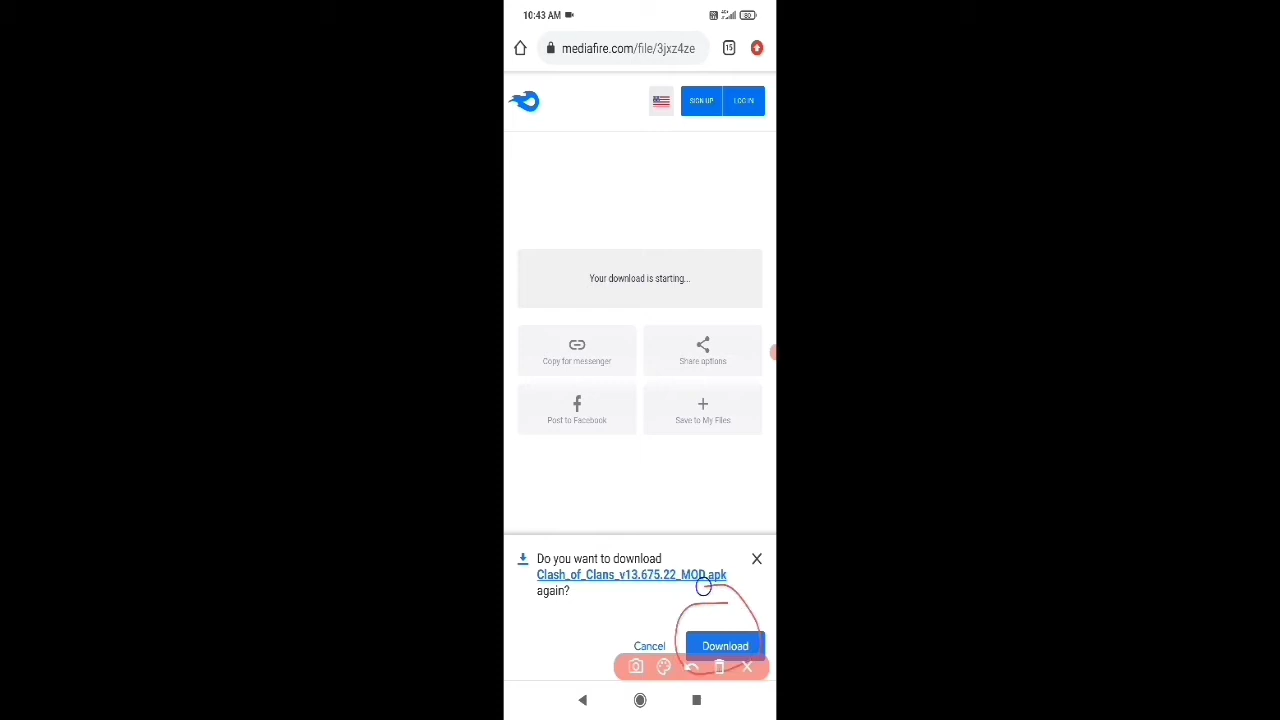 10:43 AM
80
mediafire.com/file/3jxz4ze
15
SIGN UP
LOG IN
Your download is starting...
Copy for messenger
Share options
Post to Facebook
Save to My Files
Do you want to download
Clash_of_Clans_v13.675.22_MOD.apk
again?
Cancel
Download